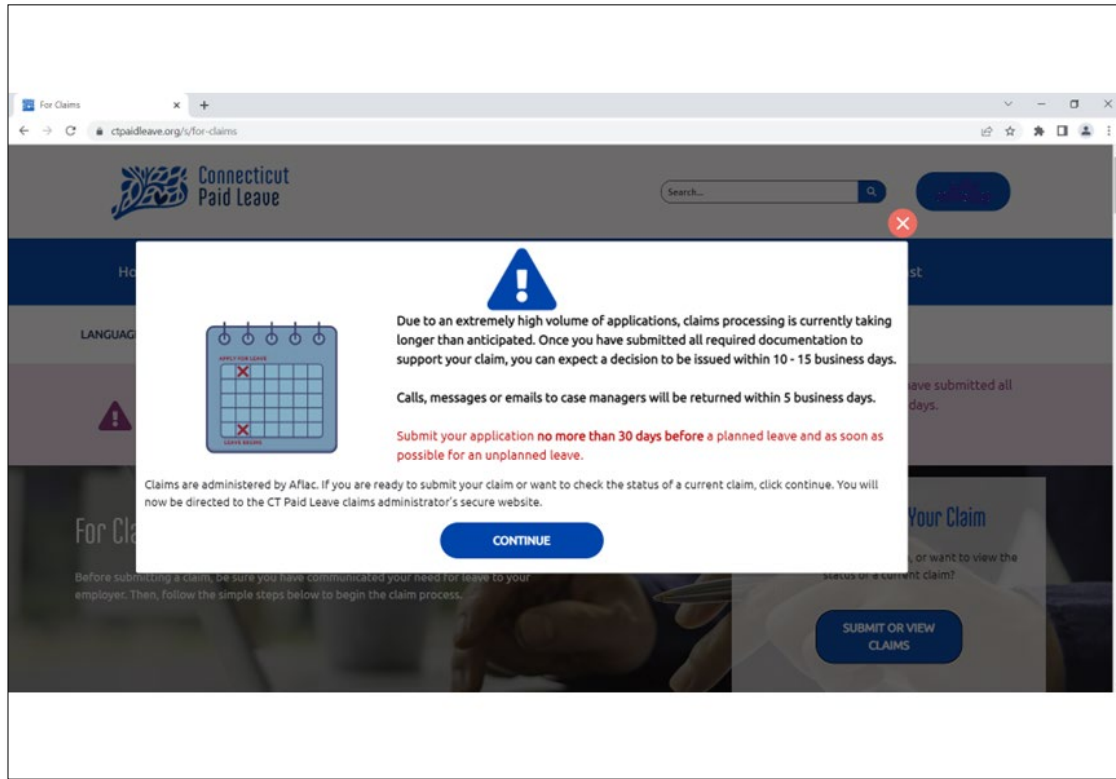 For Claims
ctpaidleave.org/s/for-claims
Connecticut
Paid Leave
Search...
Ho
st
LANGUAG
APPLY FOR LEAVE
LEAVE BEGINS
Due to an extremely high volume of applications, claims processing is currently taking
longer than anticipated. Once you have submitted all required documentation to
support your claim, you can expect a decision to be issued within 10 - 15 business days.
Calls, messages or emails to case managers will be returned within 5 business days.
Submit your application no more than 30 days before a planned leave and as soon as
possible for an unplanned leave.
Claims are administered by Aflac. If you are ready to submit your claim or want to check the status of a current claim, click continue. You will
now be directed to the CT Paid Leave claims administrator's secure website.
CONTINUE
have submitted all
days.
For Cla
Before submitting a claim, be sure you have communicated your need for leave to your
employer. Then, follow the simple steps below to begin the claim process.
Your Claim
, or want to view the
status of a current claim?
SUBMIT OR VIEW
CLAIMS